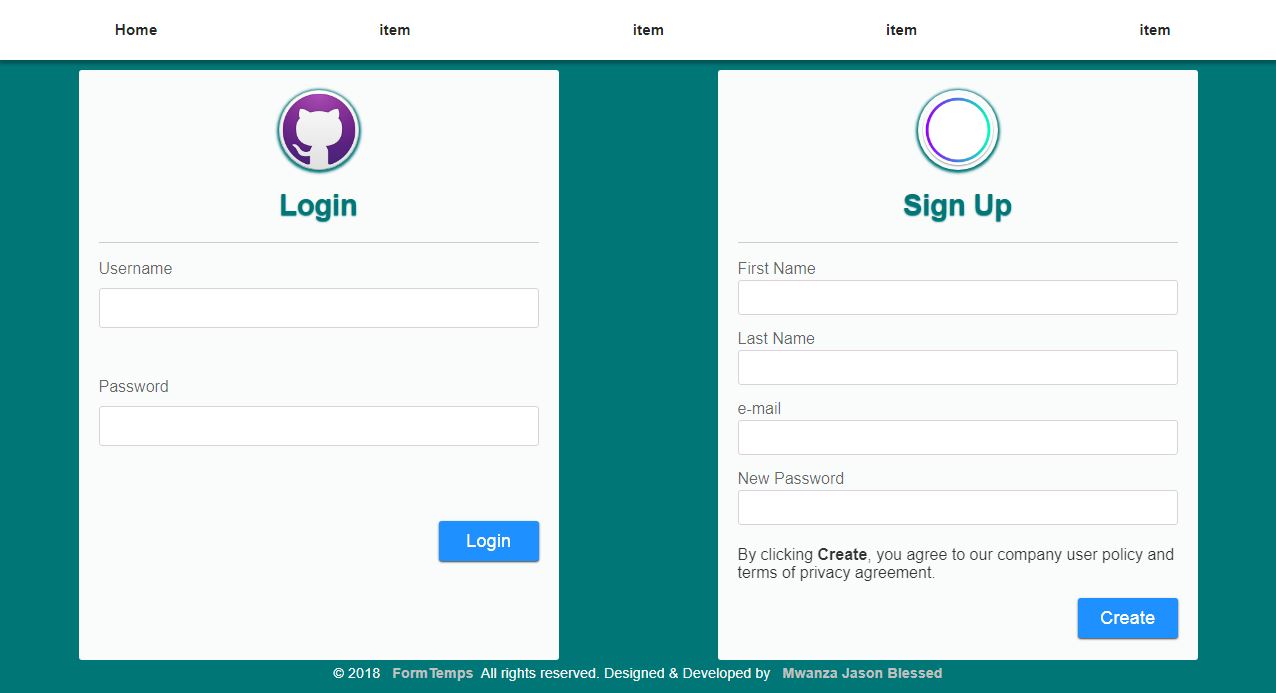 Home item item item item
Login
Username
Password
Login
Sign Up
First Name
Last Name
e-mail
New Password
By clicking Create, you agree to our company user policy and
terms of privacy agreement.
Create
© 2018 FormTemps All rights reserved. Designed & Developed by Mwanza Jason Blessed